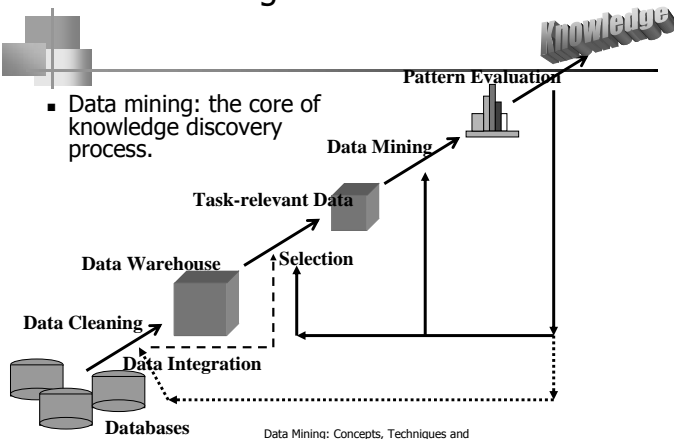 Knowledge
Pattern Evaluation
▪ Data mining: the core of
knowledge discovery
process.
Data Mining
Task-relevant Data
Data Warehouse
Selection
Data Cleaning
Data Integration
Databases
Data Mining: Concepts, Techniques and